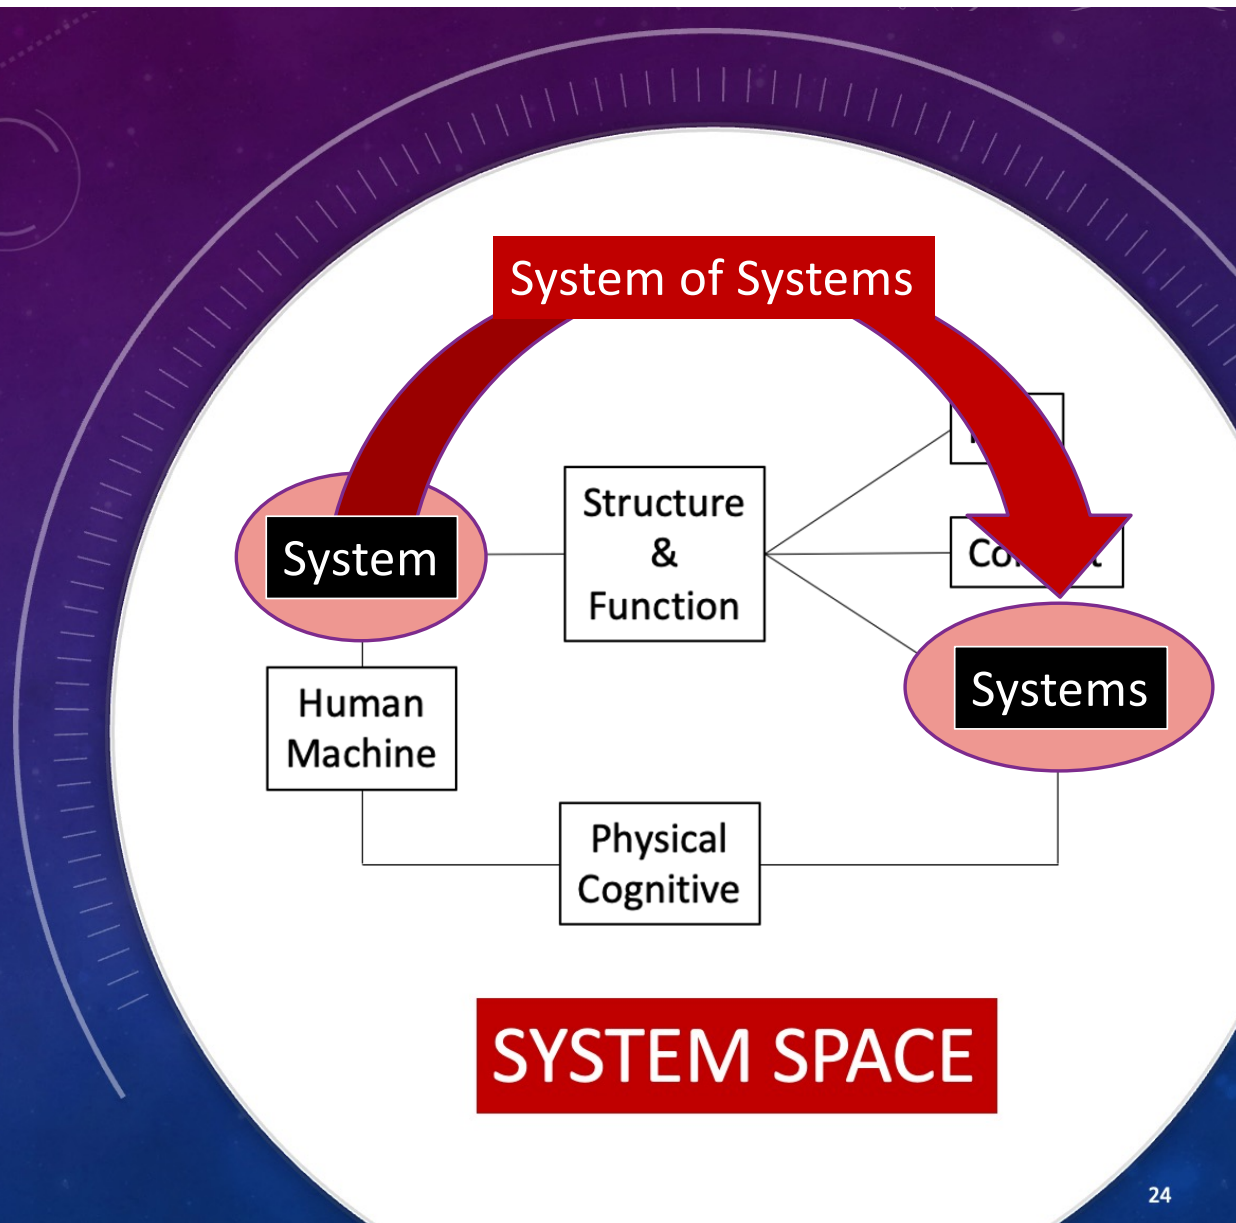 System of Systems
System
Structure
&
Function
Systems
Human
Machine
Physical
Cognitive
SYSTEM SPACE
24